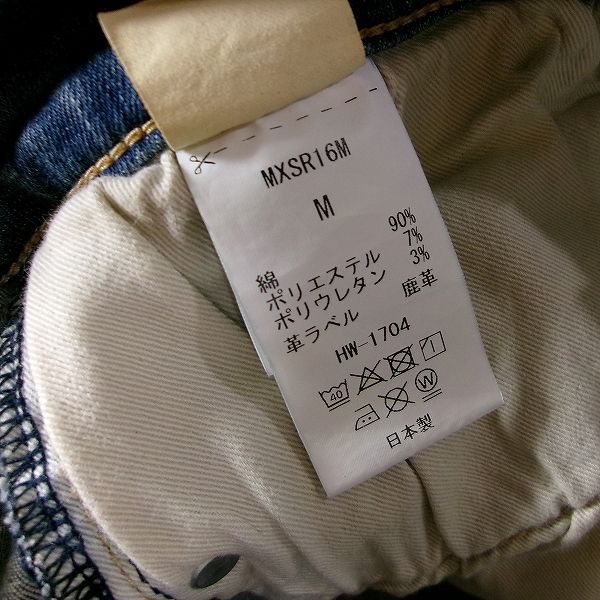 MXSR16M
M
綿 90%
ポリエステル 7%
ポリウレタン 3%
革ラベル 鹿革
HW-1704
40
日本製